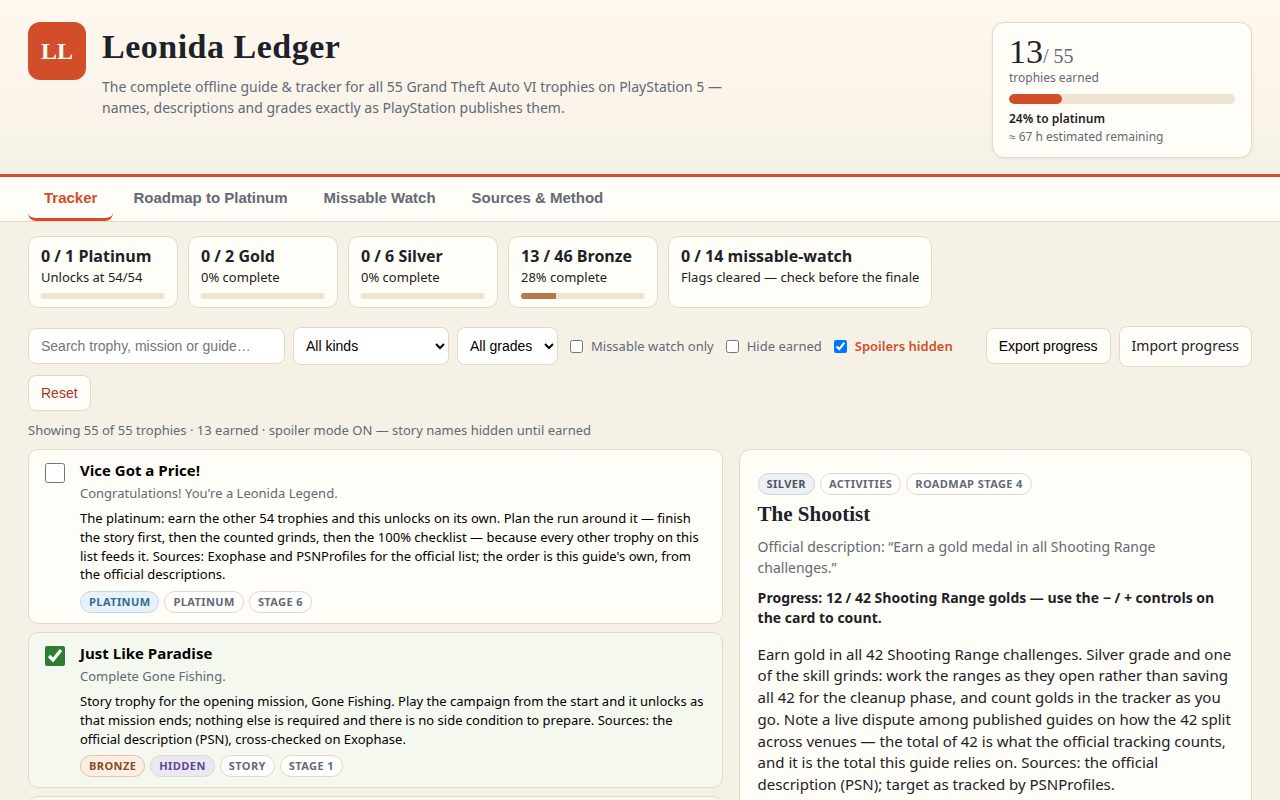 LL
Leonida Ledger
The complete offline guide & tracker for all 55 Grand Theft Auto VI trophies on PlayStation 5 —
names, descriptions and grades exactly as PlayStation publishes them.
13/ 55
trophies earned
24% to platinum
≈ 67 h estimated remaining
Tracker
Roadmap to Platinum
Missable Watch
Sources & Method
0 / 1 Platinum
Unlocks at 54/54
0 / 2 Gold
0% complete
0 / 6 Silver
0% complete
13 / 46 Bronze
28% complete
0 / 14 missable-watch
Flags cleared — check before the finale
Search trophy, mission or guide…
All kinds
All grades
Missable watch only
Hide earned
Spoilers hidden
Export progress
Import progress
Reset
Showing 55 of 55 trophies · 13 earned · spoiler mode ON — story names hidden until earned
Vice Got a Price!
Congratulations! You're a Leonida Legend.
The platinum: earn the other 54 trophies and this unlocks on its own. Plan the run around it — finish
the story first, then the counted grinds, then the 100% checklist — because every other trophy on this
list feeds it. Sources: Exophase and PSNProfiles for the official list; the order is this guide's own, from
the official descriptions.
PLATINUM
PLATINUM
STAGE 6
Just Like Paradise
Complete Gone Fishing.
Story trophy for the opening mission, Gone Fishing. Play the campaign from the start and it unlocks as
that mission ends; nothing else is required and there is no side condition to prepare. Sources: the
official description (PSN), cross-checked on Exophase.
BRONZE
HIDDEN
STORY
STAGE 1
SILVER
ACTIVITIES
ROADMAP STAGE 4
The Shootist
Official description: “Earn a gold medal in all Shooting Range
challenges.”
Progress: 12 / 42 Shooting Range golds — use the − / + controls on
the card to count.
Earn gold in all 42 Shooting Range challenges. Silver grade and one
of the skill grinds: work the ranges as they open rather than saving
all 42 for the cleanup phase, and count golds in the tracker as you
go. Note a live dispute among published guides on how the 42 split
across venues — the total of 42 is what the official tracking counts,
and it is the total this guide relies on. Sources: the official
description (PSN); target as tracked by PSNProfiles.